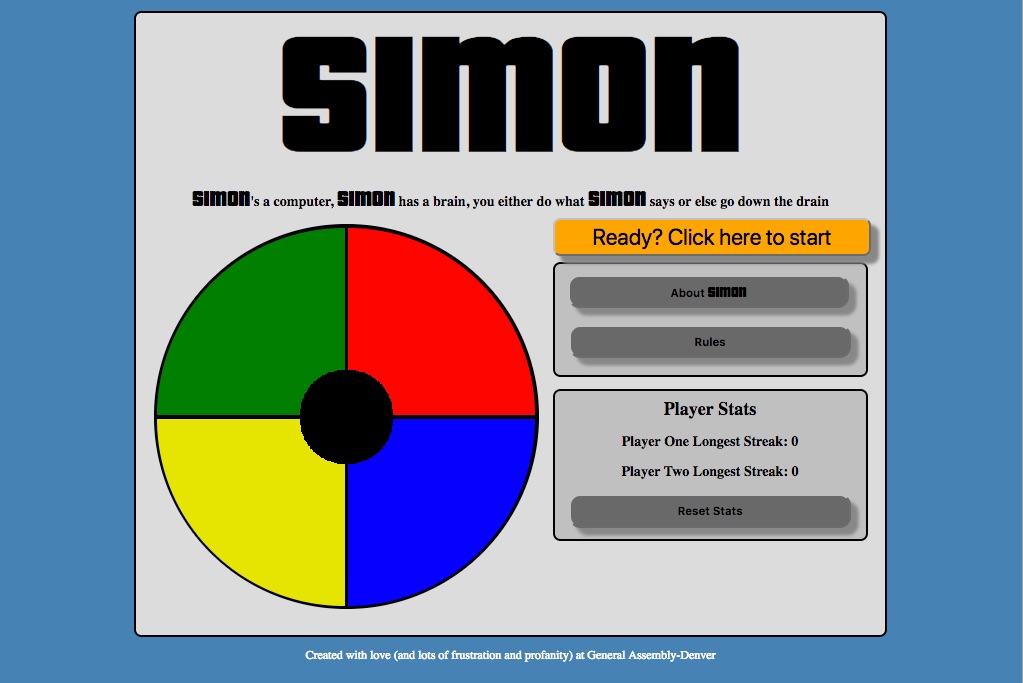 SIMON
SIMON's a computer, SIMON has a brain, you either do what SIMON says or else go down the drain
Ready? Click here to start
About SIMON
Rules
Player Stats
Player One Longest Streak: 0
Player Two Longest Streak: 0
Reset Stats
Created with love (and lots of frustration and profanity) at General Assembly-Denver